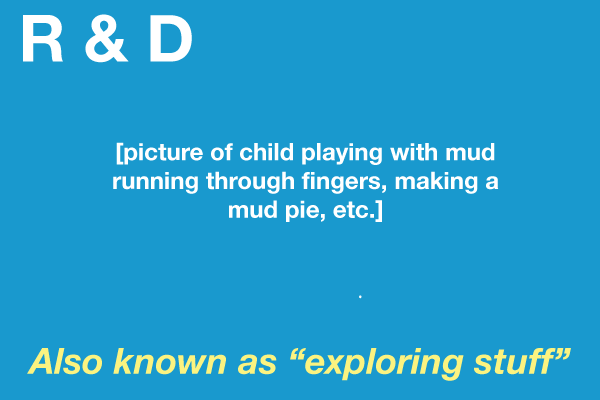 R & D
[picture of child playing with mud
running through fingers, making a
mud pie, etc.]
.
Also known as “exploring stuff”